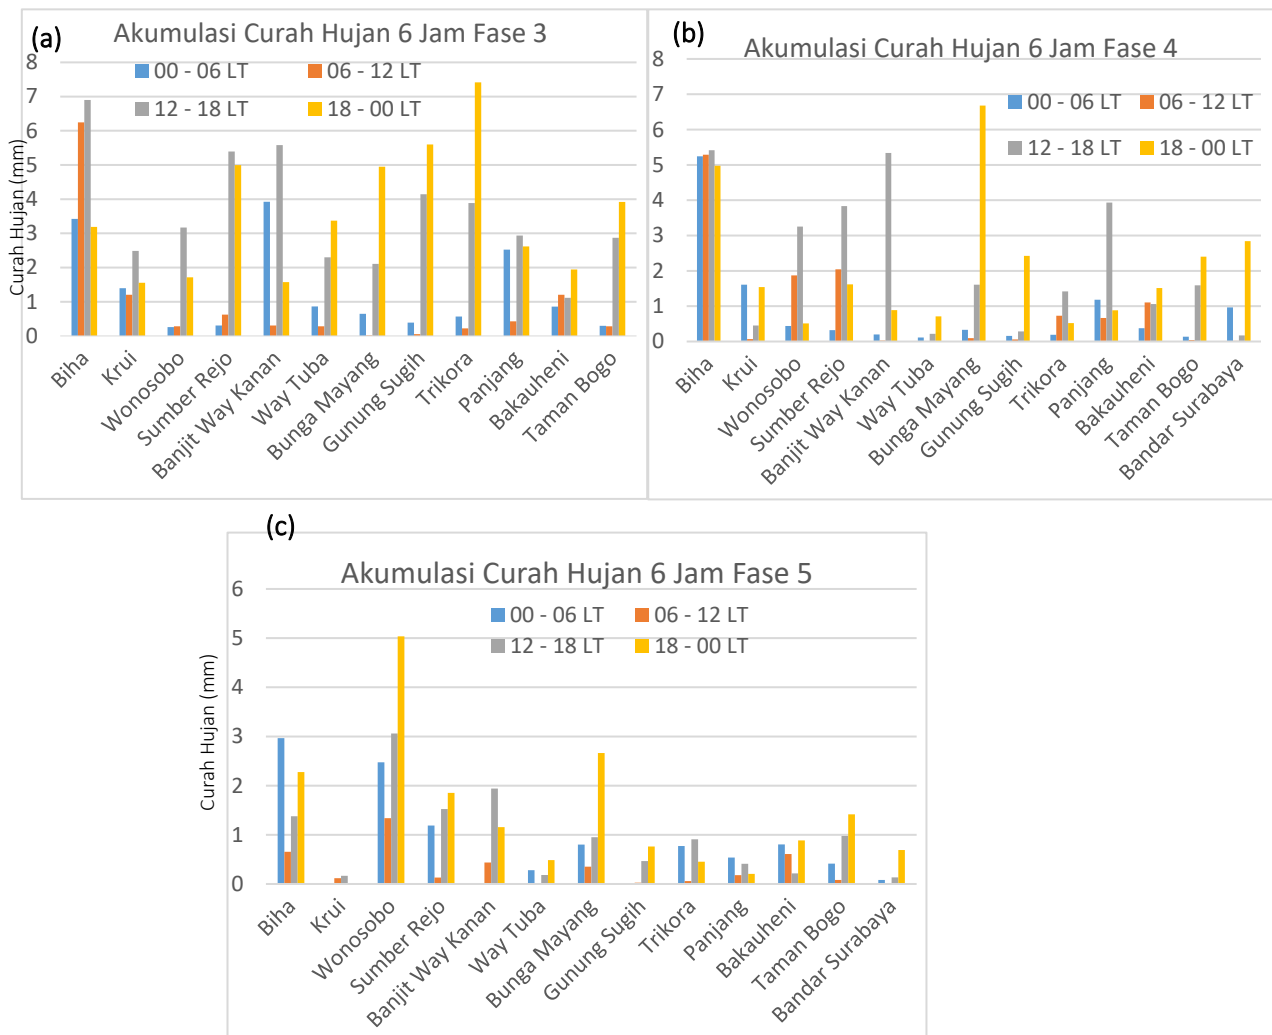 (a)
Akumulasi Curah Hujan 6 Jam Fase 3
00 - 06 LT
06 - 12 LT
12 - 18 LT
18 - 00 LT
Curah Hujan (mm)
8
7
6
5
4
3
2
1
0
Biha
Krui
Wonosobo
Sumber Rejo
Banjit Way Kanan
Way Tuba
Bunga Mayang
Gunung Sugih
Trikora
Panjang
Bakauheni
Taman Bogo
(b)
Akumulasi Curah Hujan 6 Jam Fase 4
00 - 06 LT
06 - 12 LT
12 - 18 LT
18 - 00 LT
8
7
6
5
4
3
2
1
0
Biha
Krui
Wonosobo
Sumber Rejo
Banjit Way Kanan
Way Tuba
Bunga Mayang
Gunung Sugih
Trikora
Panjang
Bakauheni
Taman Bogo
Bandar Surabaya
(c)
Akumulasi Curah Hujan 6 Jam Fase 5
00 - 06 LT
06 - 12 LT
12 - 18 LT
18 - 00 LT
Curah Hujan (mm)
6
5
4
3
2
1
0
Biha
Krui
Wonosobo
Sumber Rejo
Banjit Way Kanan
Way Tuba
Bunga Mayang
Gunung Sugih
Trikora
Panjang
Bakauheni
Taman Bogo
Bandar Surabaya